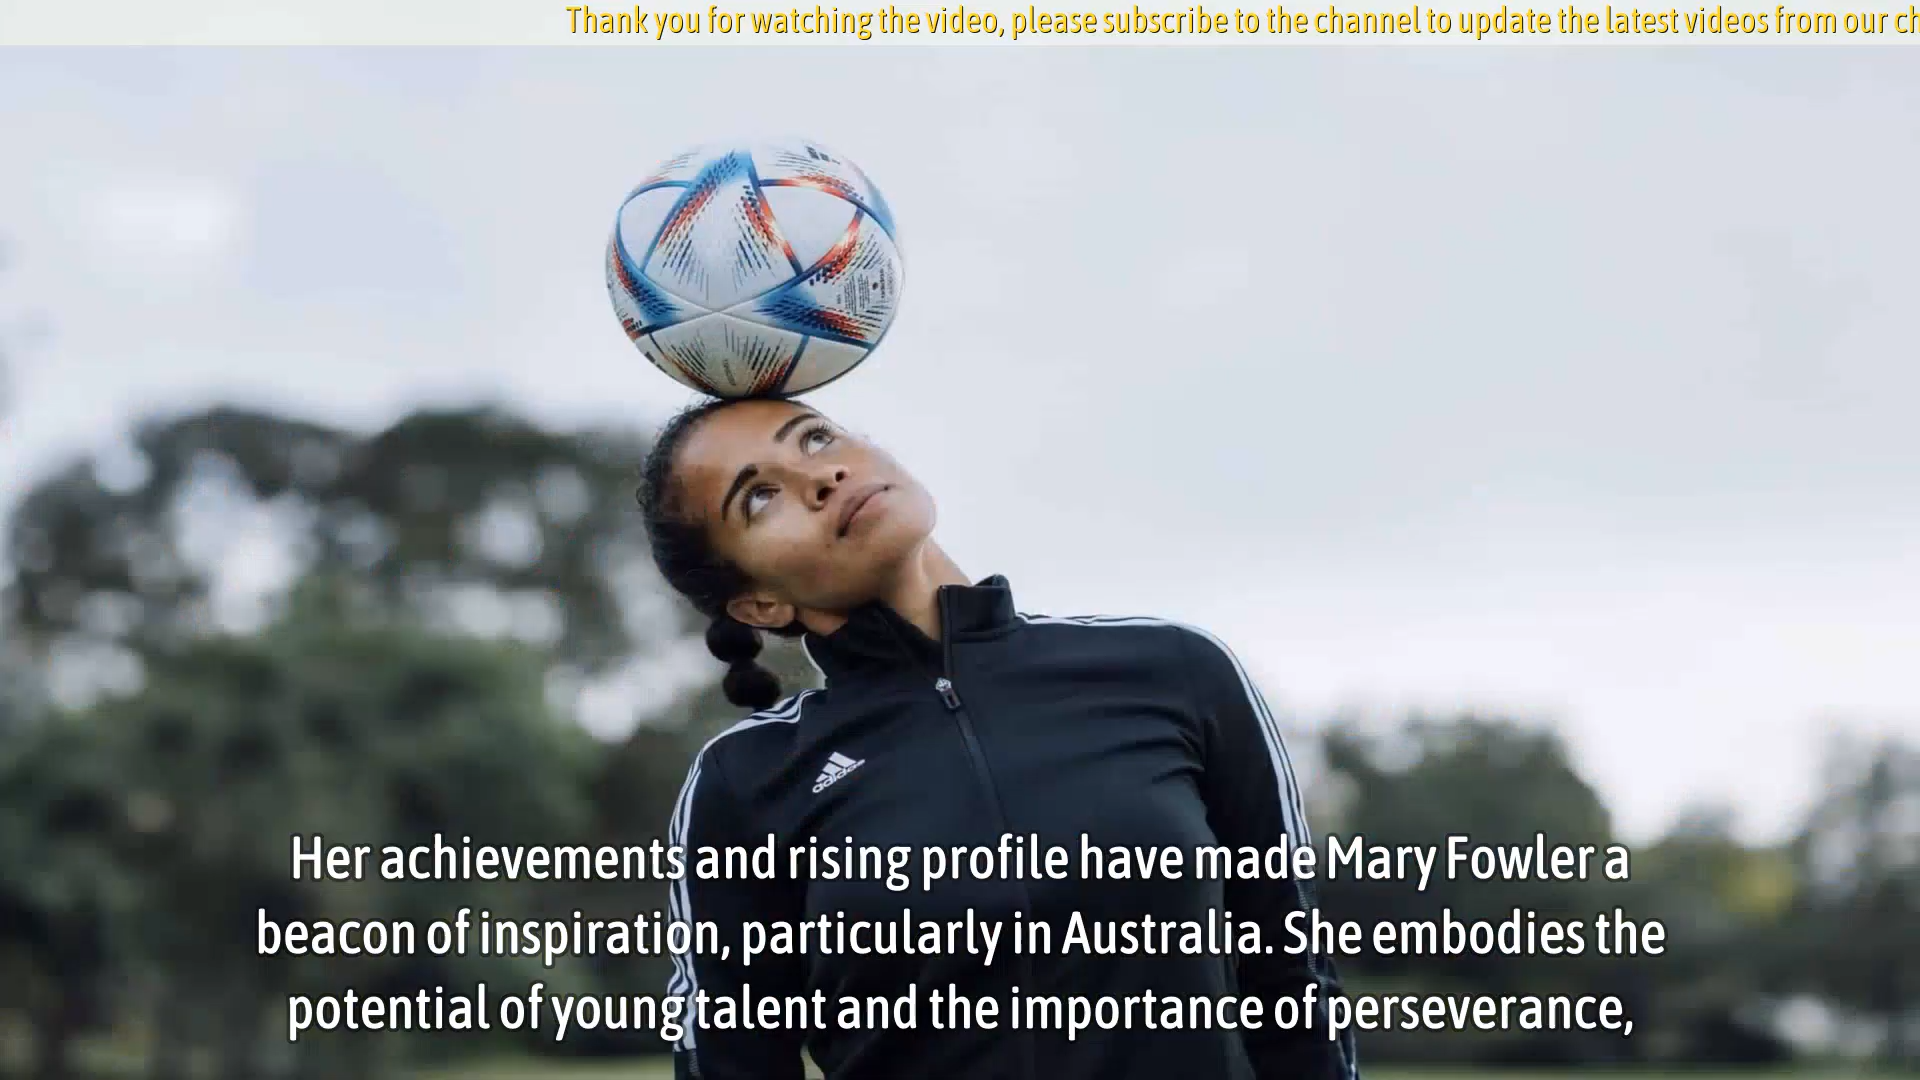 Thank you for watching the video, please subscribe to the channel to update the latest videos from our ch
adidas
Her achievements and rising profile have made Mary Fowler a
beacon of inspiration, particularly in Australia. She embodies the
potential of young talent and the importance of perseverance,